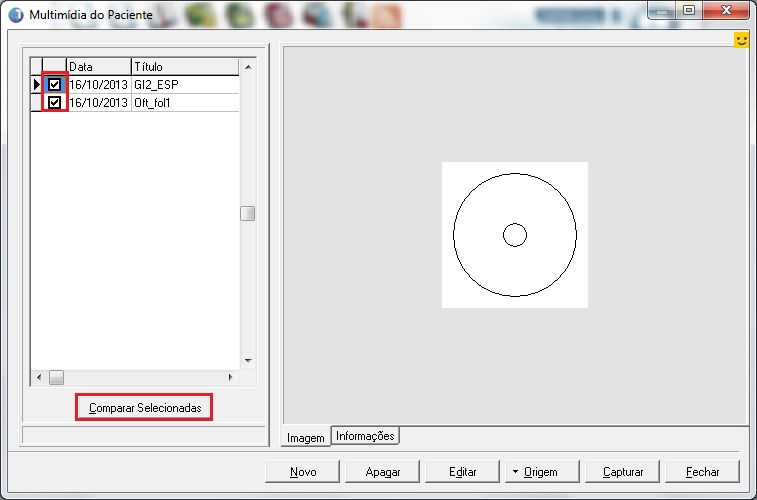 Multimídia do Paciente
Data Título
16/10/2013 GI2_ESP
16/10/2013 Oft_fol1
Comparar Selecionadas
Imagem Informações
Novo Apagar Editar Origem Capturar Fechar